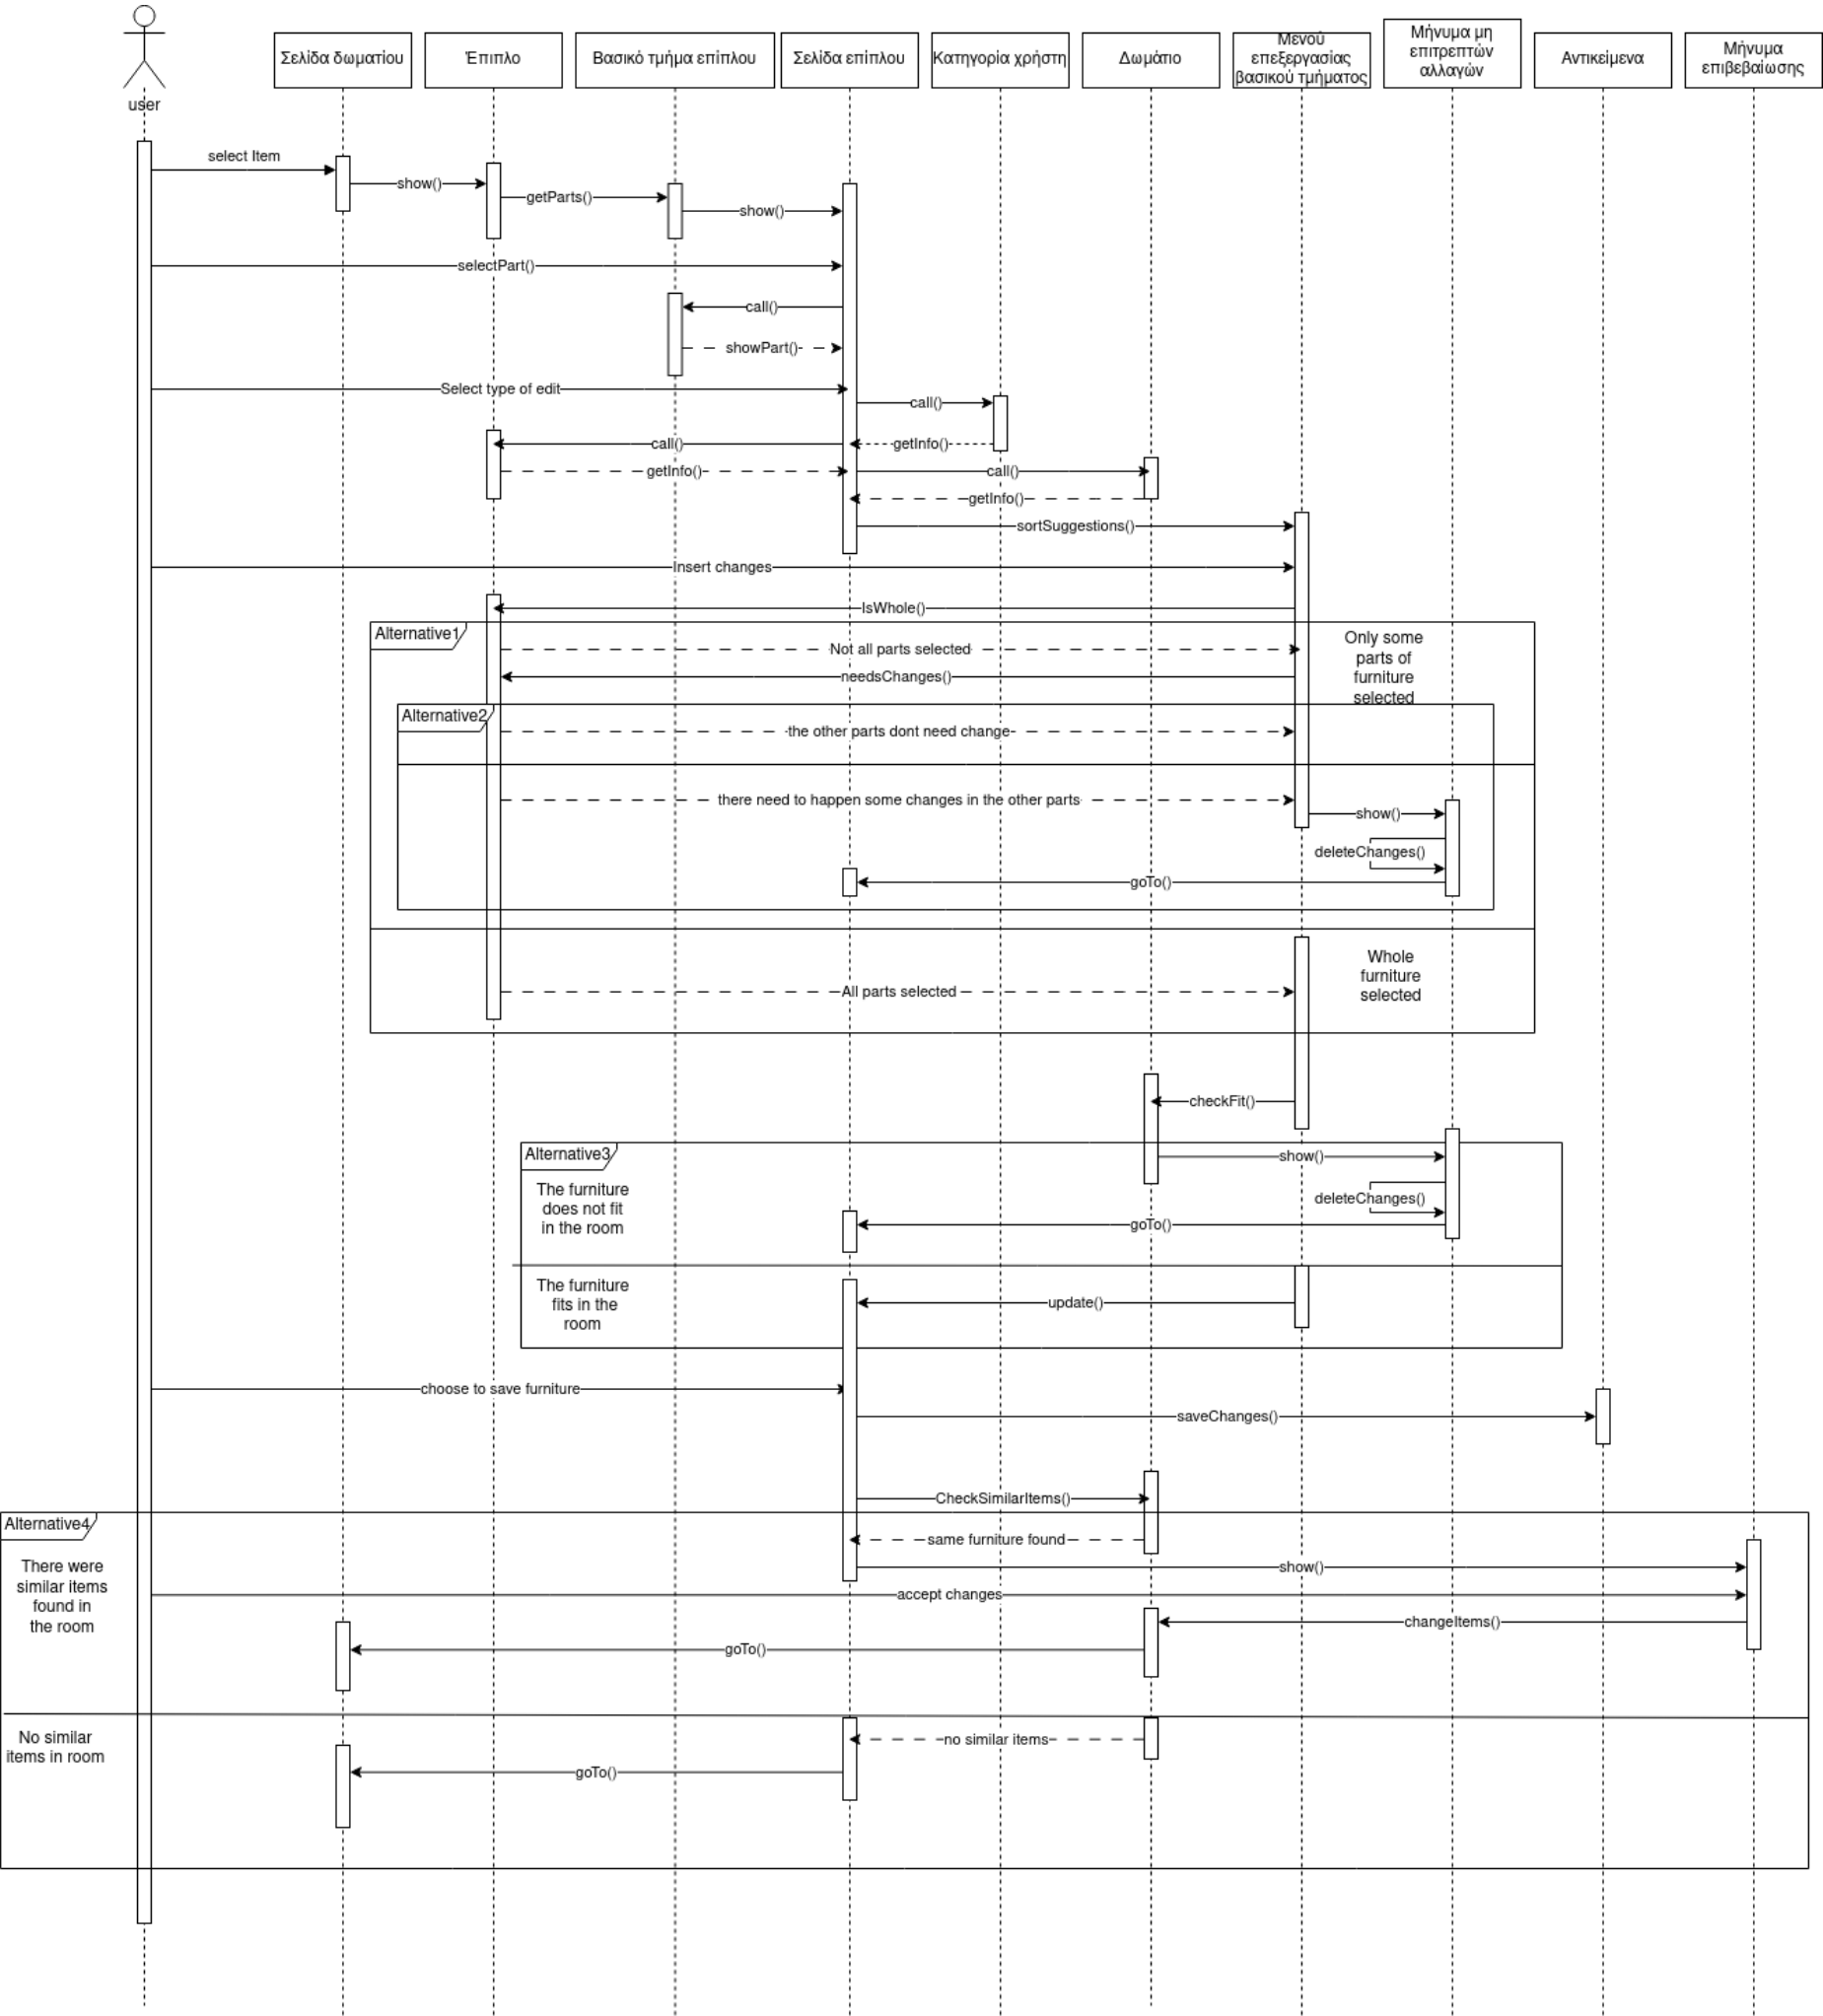 user
Σελίδα δωματίου
Έπιπλο
Βασικό τμήμα επίπλου
Σελίδα επίπλου
Κατηγορία χρήστη
Δωμάτιο
Μενού
επεξεργασίας
βασικού τμήματος
Μήνυμα μη
επιτρεπτών
αλλαγών
Αντικείμενα
Μήνυμα
επιβεβαίωσης
select Item
show()
getParts()
show()
selectPart()
call()
showPart()
Select type of edit
call()
call()
getInfo()
getInfo()
call()
getInfo()
sortSuggestions()
Insert changes
IsWhole()
Alternative1
Not all parts selected
Only some
parts of
furniture
selected
needsChanges()
Alternative2
the other parts dont need change
there need to happen some changes in the other parts
show()
deleteChanges()
goTo()
All parts selected
Whole
furniture
selected
checkFit()
Alternative3
show()
The furniture
does not fit
in the room
deleteChanges()
goTo()
The furniture
fits in the
room
update()
choose to save furniture
saveChanges()
CheckSimilarItems()
Alternative4
same furniture found
There were
similar items
found in
the room
show()
accept changes
changeItems()
goTo()
No similar
items in room
no similar items
goTo()